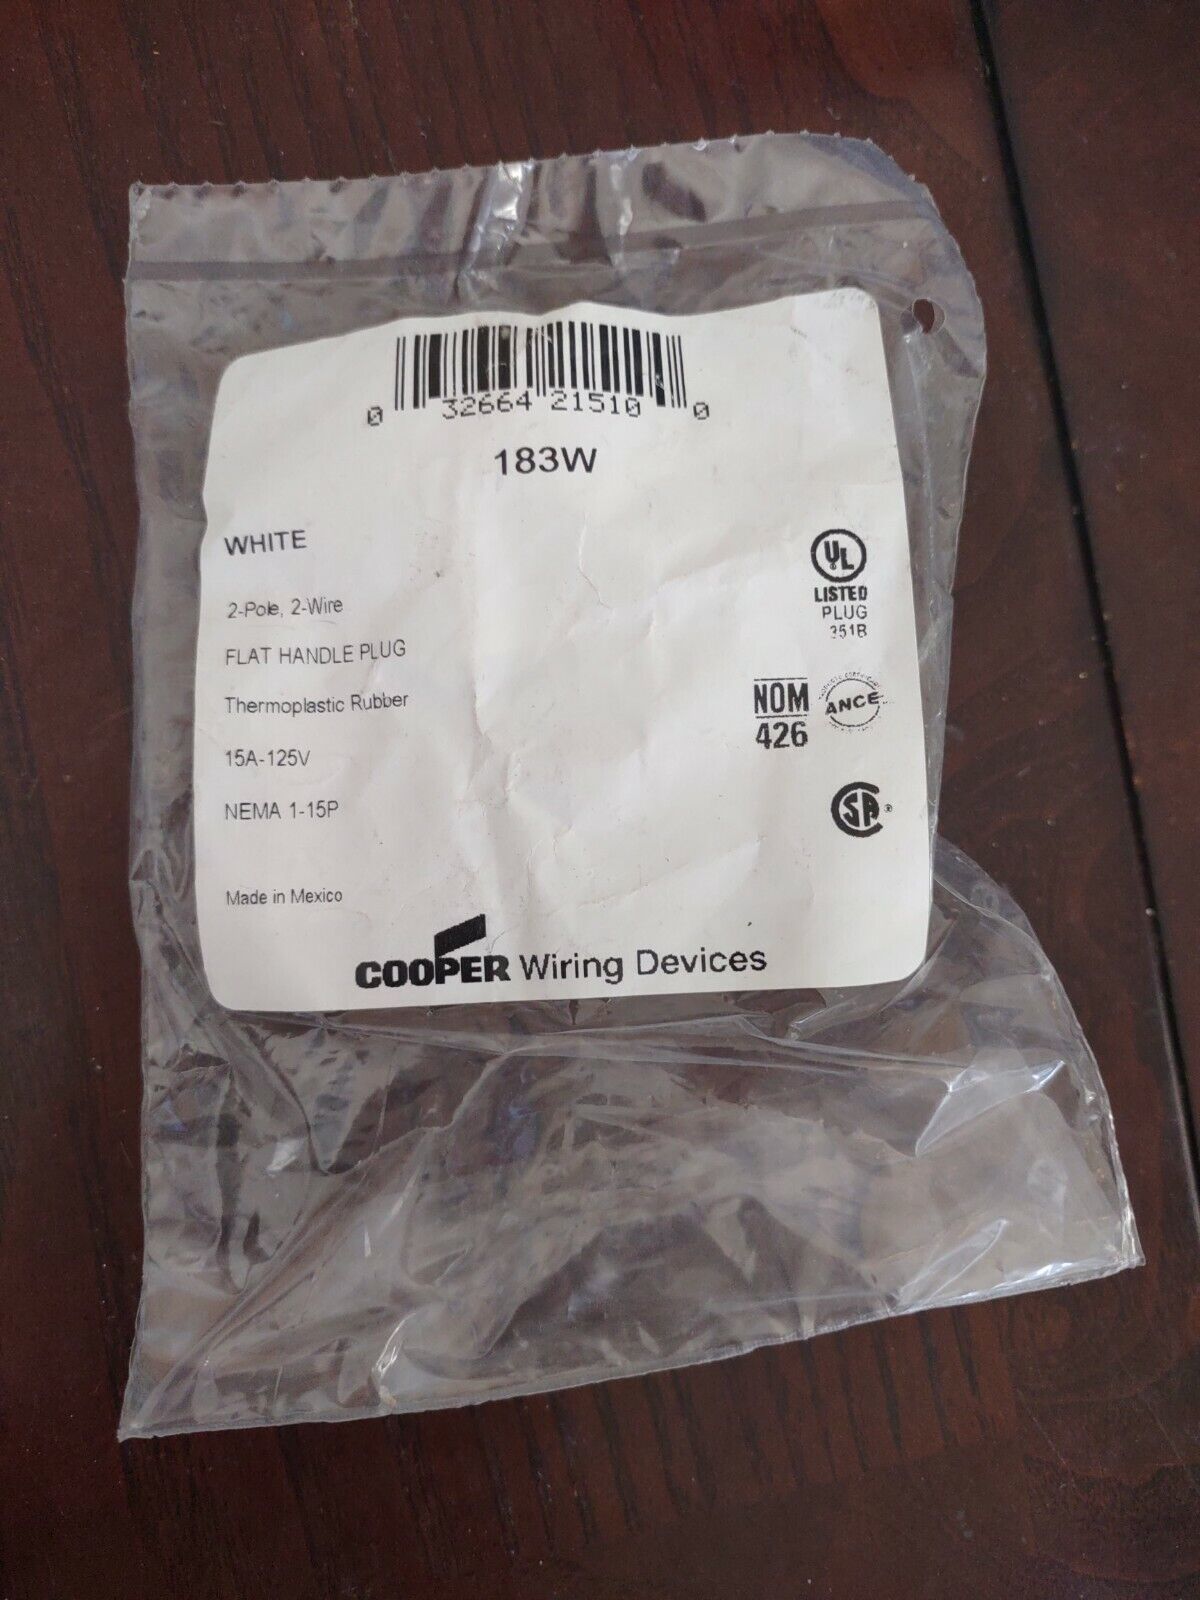 0 32664 21510 0
183W
WHITE
2-Pole, 2-Wire
FLAT HANDLE PLUG
Thermoplastic Rubber
15A-125V
NEMA 1-15P
Made in Mexico
UL
LISTED
PLUG
351B
NOM
426
ANCE
SA ®
COOPER Wiring Devices